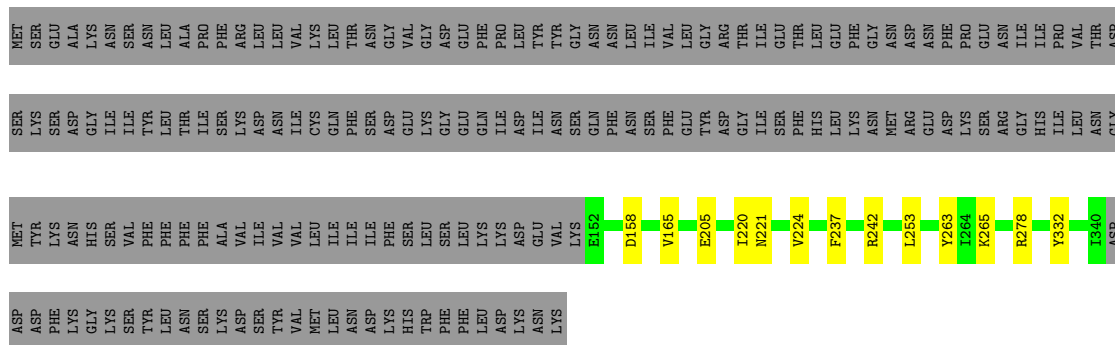 MET SER GLU ALA LYS ASN SER ASN LEU ALA PRO PHE ARG LEU LEU VAL LYS LEU THR ASN GLY VAL GLY ASP GLU PHE PRO LEU TYR TYR GLY ASN ASN LEU ILE VAL LEU GLY ARG THR ILE GLU THR LEU GLU PHE GLY ASN ASP ASN PHE PRO GLU ASN ILE ILE PRO VAL THR ASP
SER LYS SER ASP GLY ILE ILE TYR LEU THR ILE SER LYS ASP ASN ILE CYS GLN PHE SER ASP GLU LYS GLY GLU GLN ILE ASP ILE ASN SER GLN PHE ASN SER PHE GLU TYR ASP GLY ILE SER PHE HIS LEU LYS ASN MET ARG GLU ASP LYS SER ARG GLY HIS ILE LEU ASN GLY
MET TYR LYS ASN HIS SER VAL PHE PHE PHE PHE ALA VAL ILE VAL VAL LEU ILE ILE ILE PHE SER LEU SER LEU LYS LYS ASP GLU VAL LYS E152 D158 V165 E205 I220 N221 V224 F237 R242 L253 Y263 I264 K265 R278 Y332 I340 ASP
ASP ASP PHE LYS GLY LYS SER TYR LEU ASN SER LYS ASP SER TYR VAL MET LEU ASN ASP LYS HIS TRP PHE PHE LEU ASP LYS ASN LYS